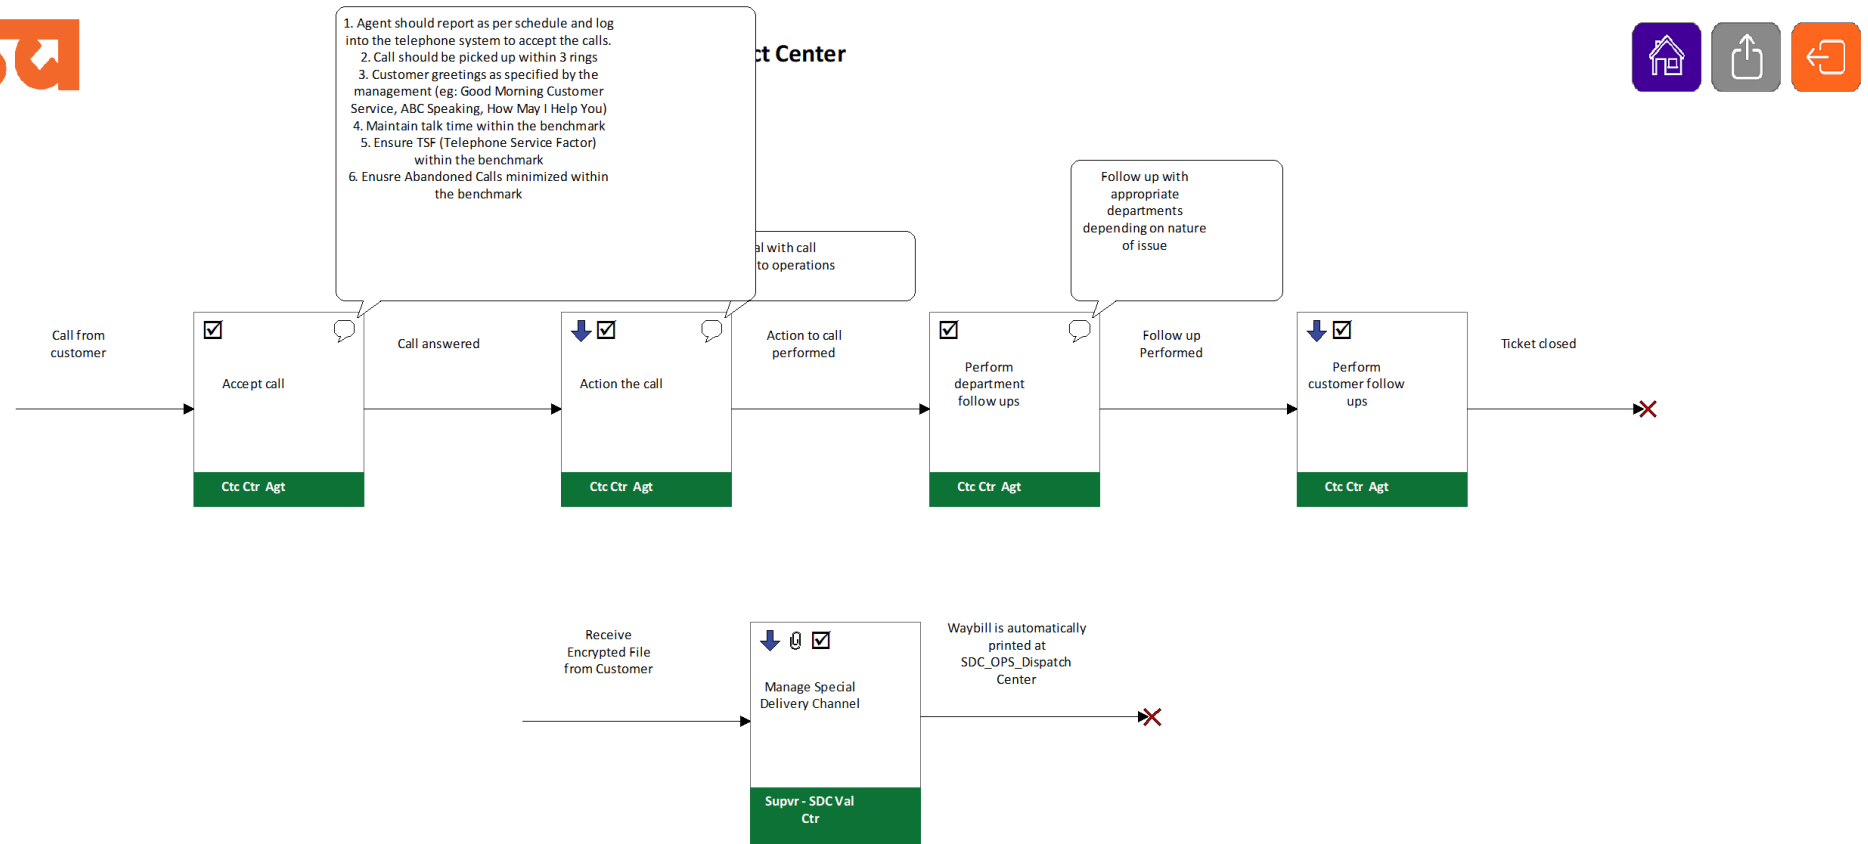 1. Agent should report as per schedule and log
into the telephone system to accept the calls.
2. Call should be picked up within 3 rings
3. Customer greetings as specified by the
management (eg: Good Morning Customer
Service, ABC Speaking, How May I Help You)
4. Maintain talk time within the benchmark
5. Ensure TSF (Telephone Service Factor)
within the benchmark
6. Enusre Abandoned Calls minimized within
the benchmark
Center
with call
to operations
Follow up with
appropriate
departments
depending on nature
of issue
Call from
customer
Accept call
Ctc Ctr Agt
Call answered
Action the call
Ctc Ctr Agt
Action to call
performed
Perform
department
follow ups
Ctc Ctr Agt
Follow up
Performed
Perform
customer follow
ups
Ctc Ctr Agt
Ticket closed
Receive
Encrypted File
from Customer
Manage Special
Delivery Channel
Supvr - SDC Val
Ctr
Waybill is automatically
printed at
SDC_OPS_Dispatch
Center